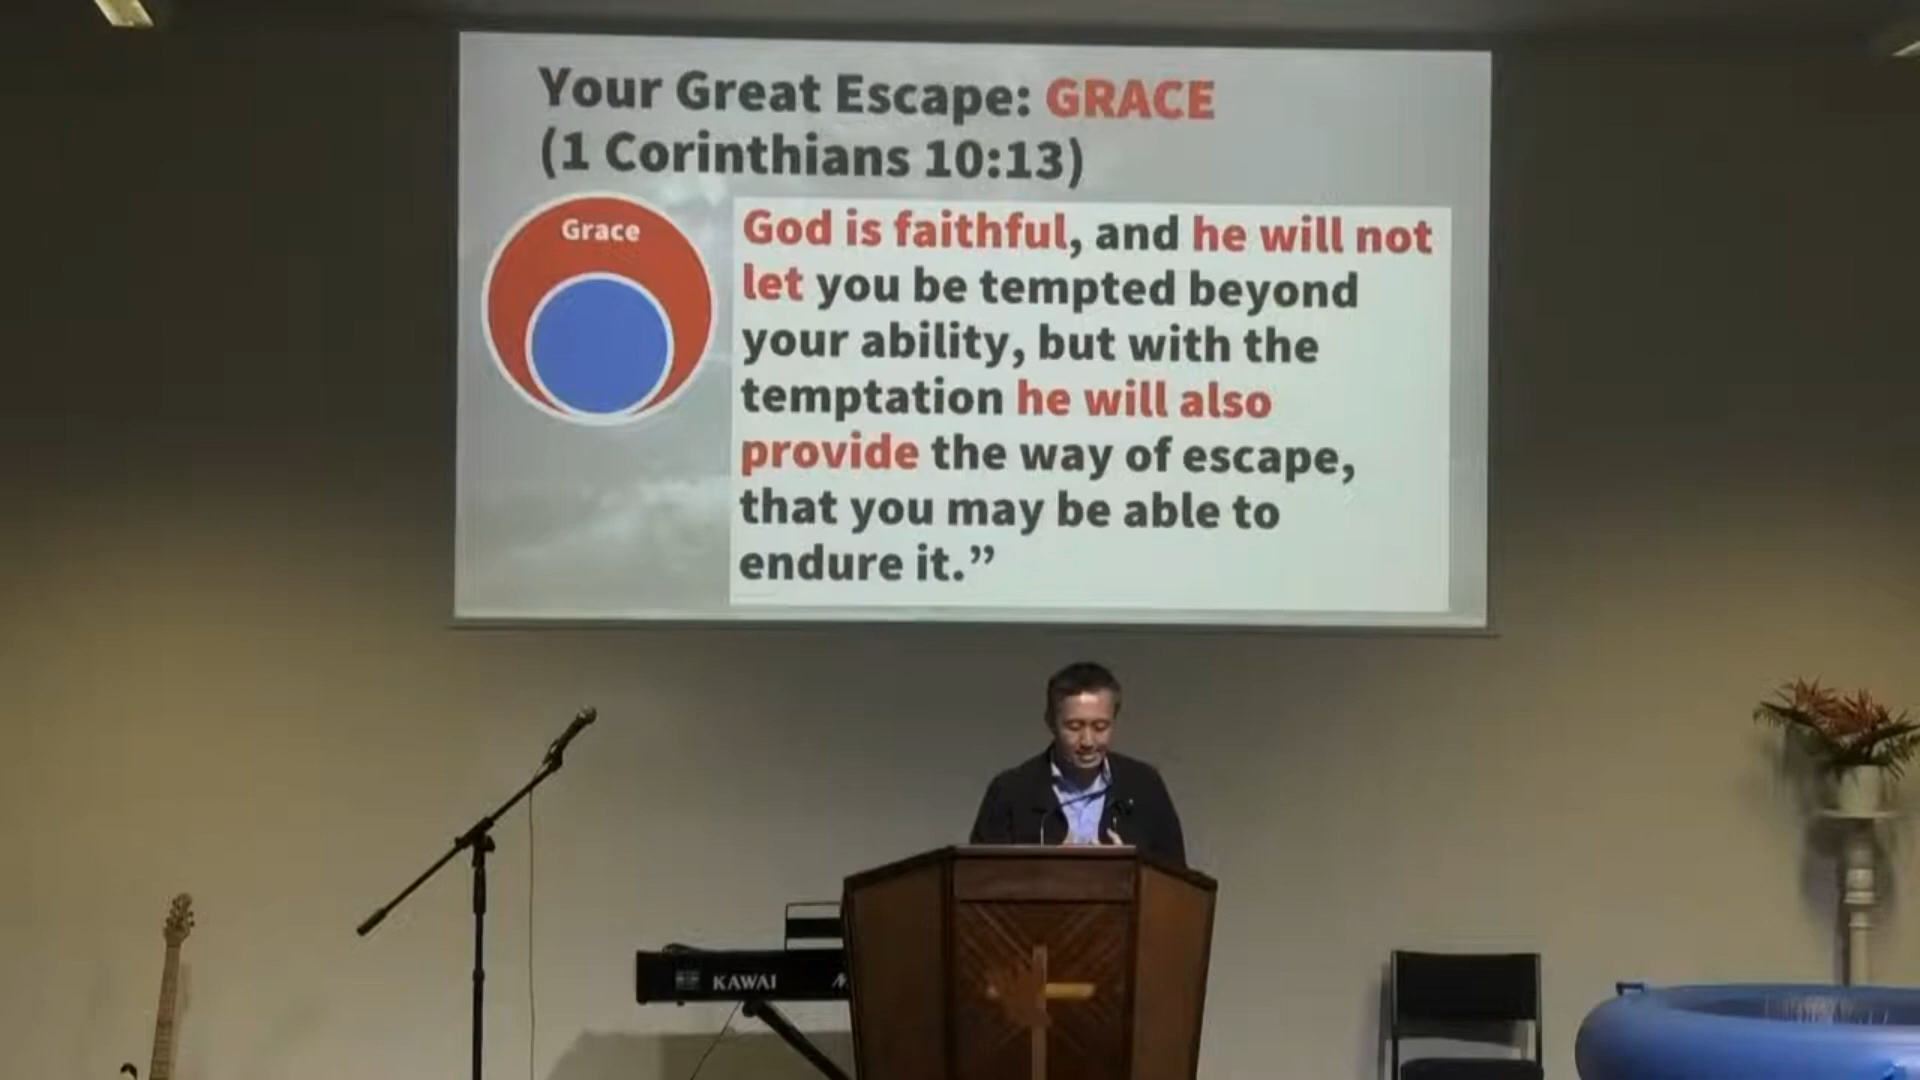 Your Great Escape: GRACE
(1 Corinthians 10:13)
Grace
God is faithful, and he will not
let you be tempted beyond
your ability, but with the
temptation he will also
provide the way of escape,
that you may be able to
endure it.”
KAWAI